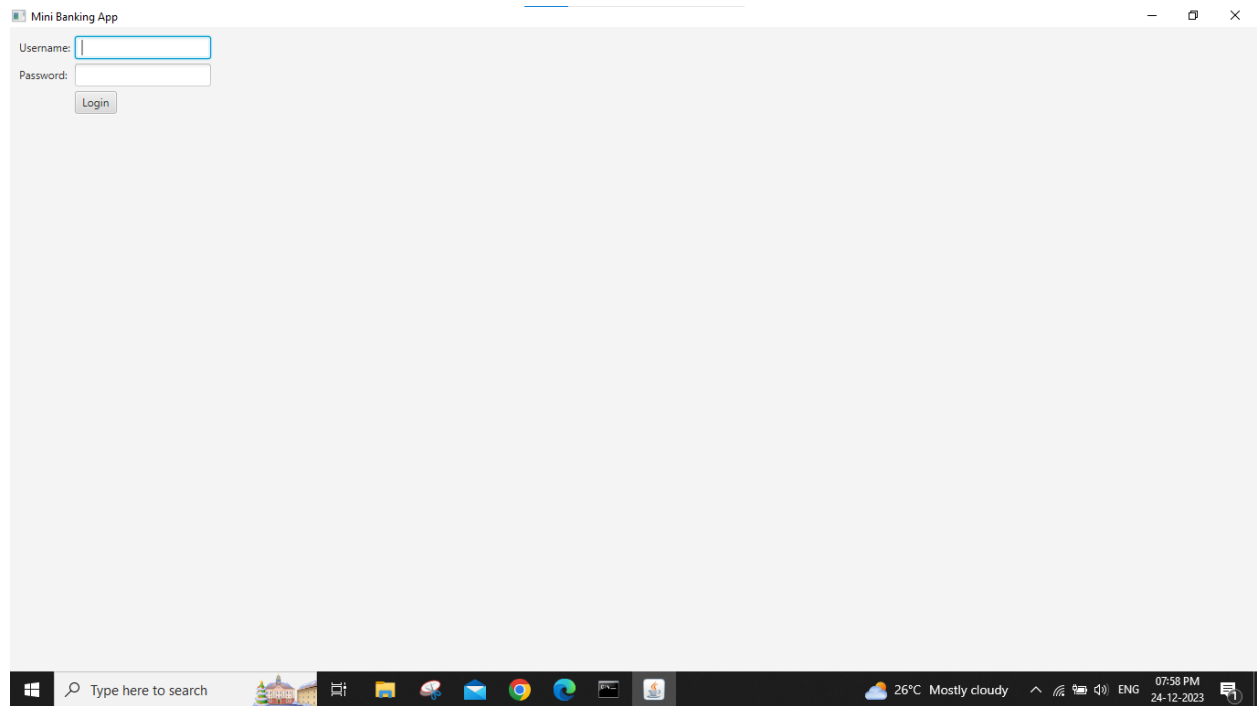 Mini Banking App
Username:
Password:
Login
Type here to search
26°C Mostly cloudy
ENG
07:58 PM
24-12-2023
1